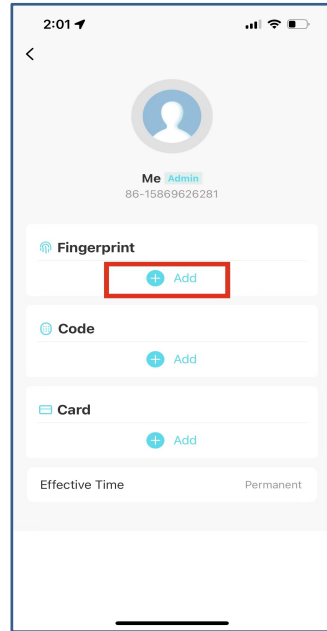 2:01
Me Admin
86-15869626281
Fingerprint
Add
Code
Add
Card
Add
Effective Time Permanent